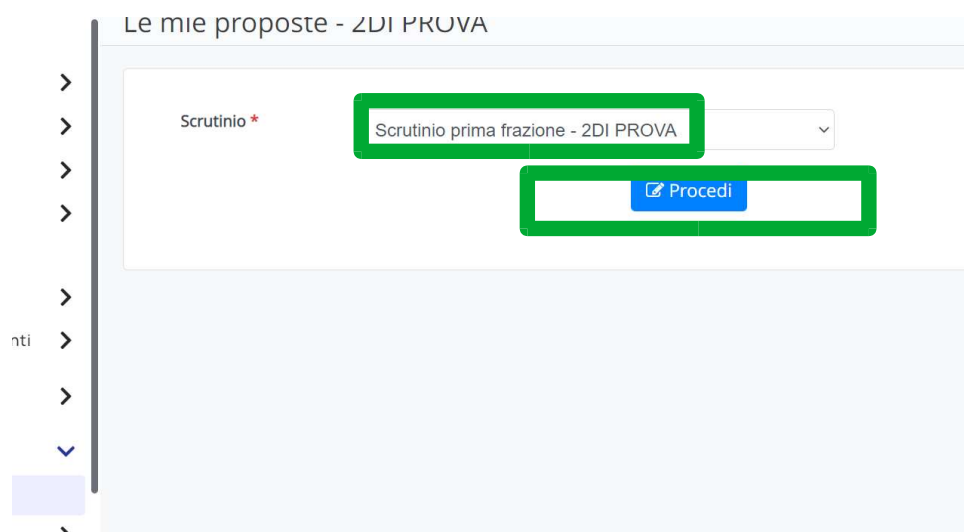 Le mie proposte - 2DI PROVA
Scrutinio *
Scrutinio prima frazione - 2DI PROVA
Procedi
nti